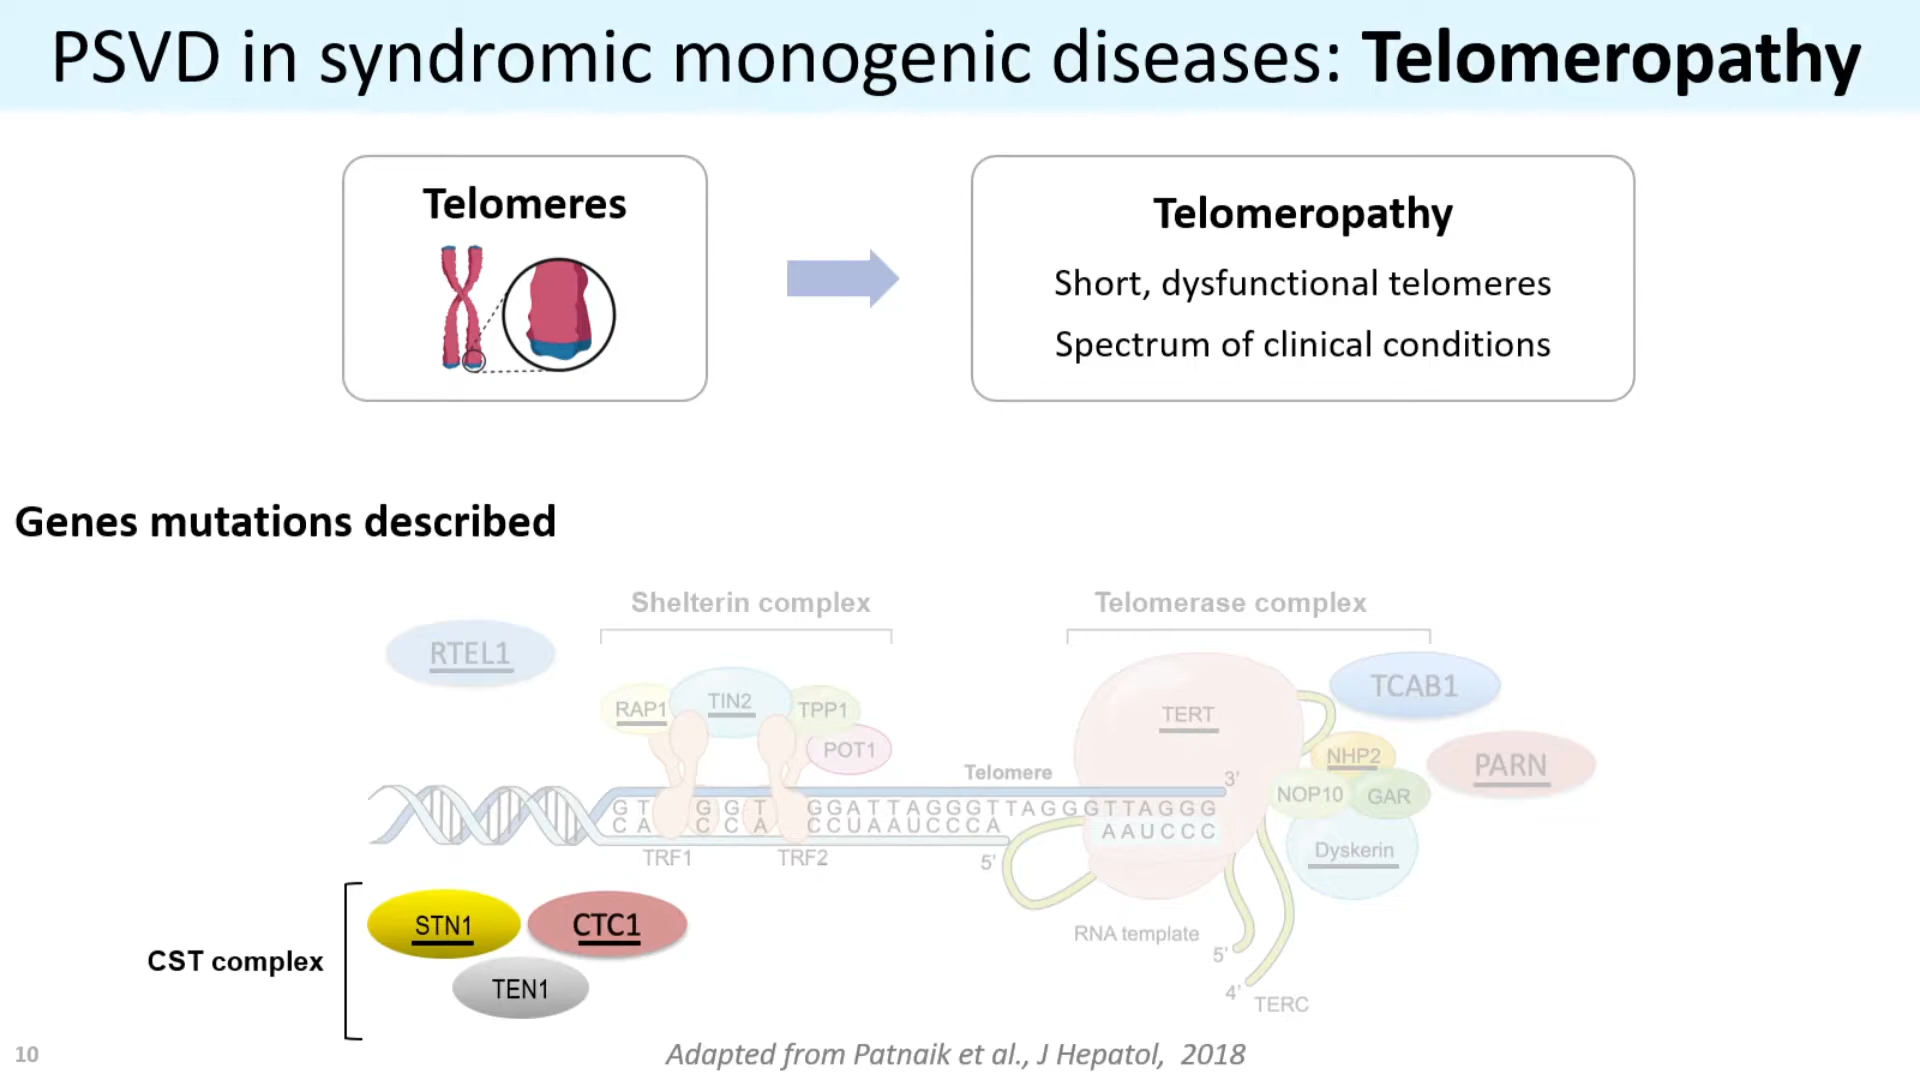 PSVD in syndromic monogenic diseases: Telomeropathy
Telomeres
Telomeropathy
Short, dysfunctional telomeres
Spectrum of clinical conditions
Genes mutations described
Shelterin complex
Telomerase complex
RTEL1
RAP1
TIN2
TPP1
POT1
TERT
TCAB1
NHP2
PARN
NOP10
GAR
Dyskerin
Telomere
3'
G T G G T GGATTAGGGTTAGGGTTAGGG
C A C C A CCUAAUCCCA
AAUCCC
TRF1
TRF2
5'
STN1
CTC1
TEN1
CST complex
RNA template
5'
4'
TERC
10
Adapted from Patnaik et al., J Hepatol, 2018